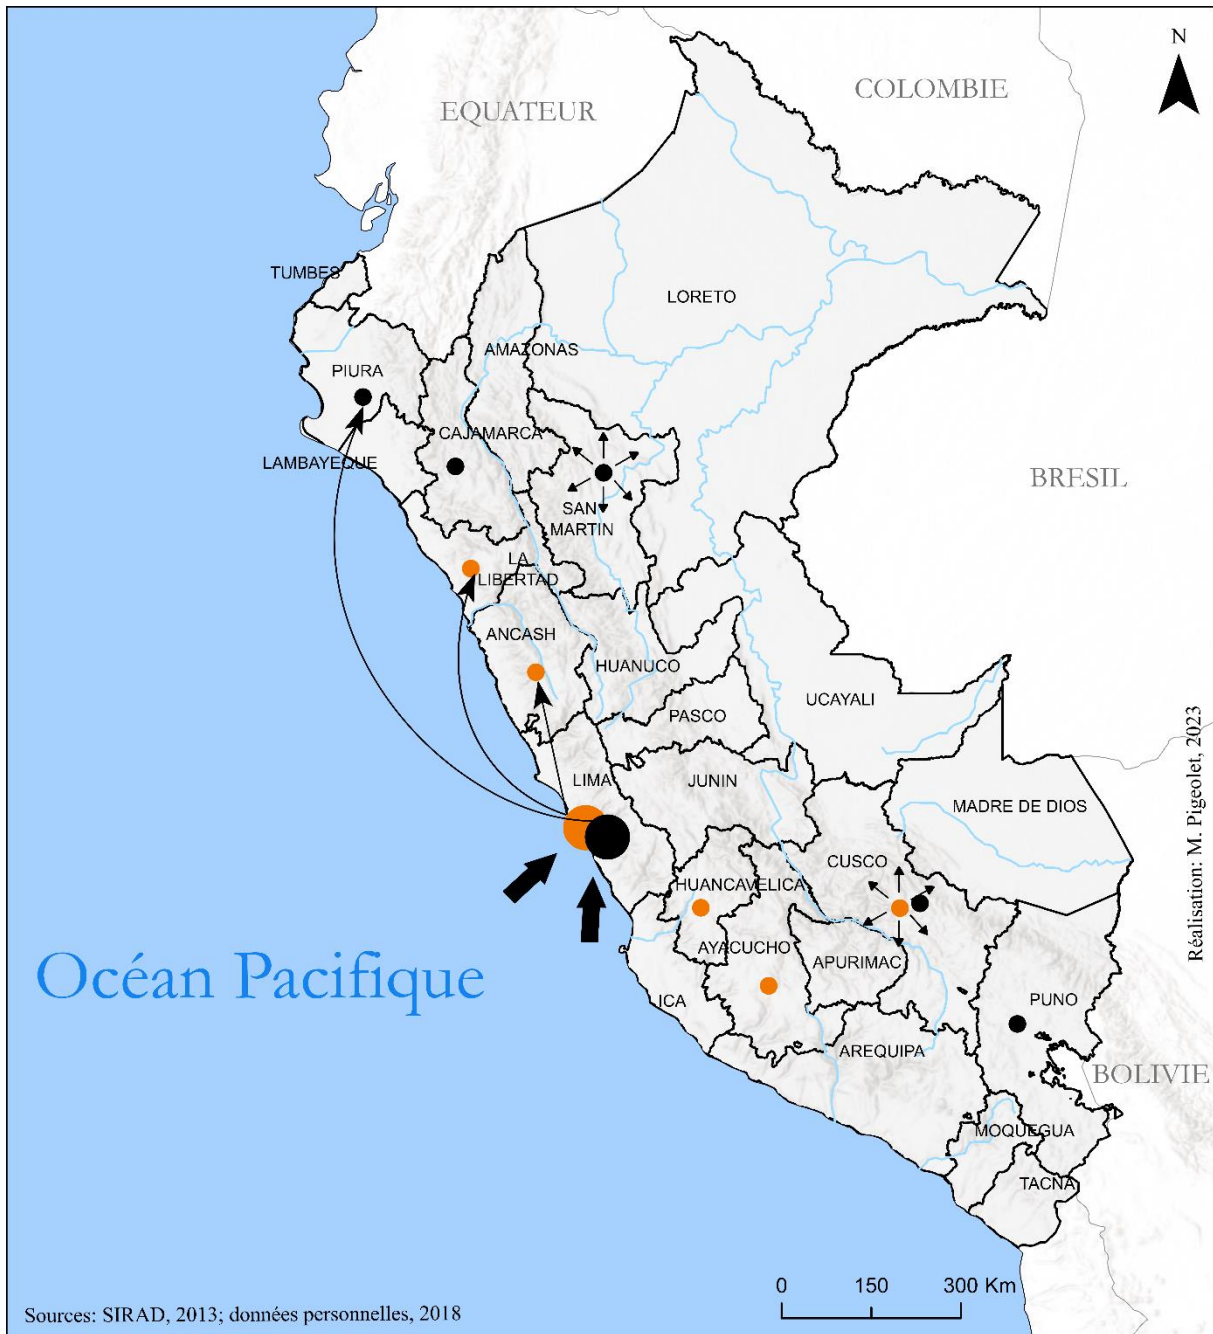 N
COLOMBIE
EQUATEUR
TUMBES
LORETO
AMAZONAS
PIURA
CAJAMARCA
LAMBAYEQUE
BRESIL
SAN
MARTIN
LA
LIBERTAD
ANCASH
HUANUCO
UCAYALI
PASCO
LIMA
JUNIN
MADRE DE DIOS
CUSCO
HUANCAVELICA
AYACUCHO
APURIMAC
Océan Pacifique
ICA
PUNO
AREQUIPA
BOLIVIE
MOQUEGUA
TACNA
Réalisation: M. Pigeolet, 2023
0 150 300 Km
Sources: SIRAD, 2013; données personnelles, 2018